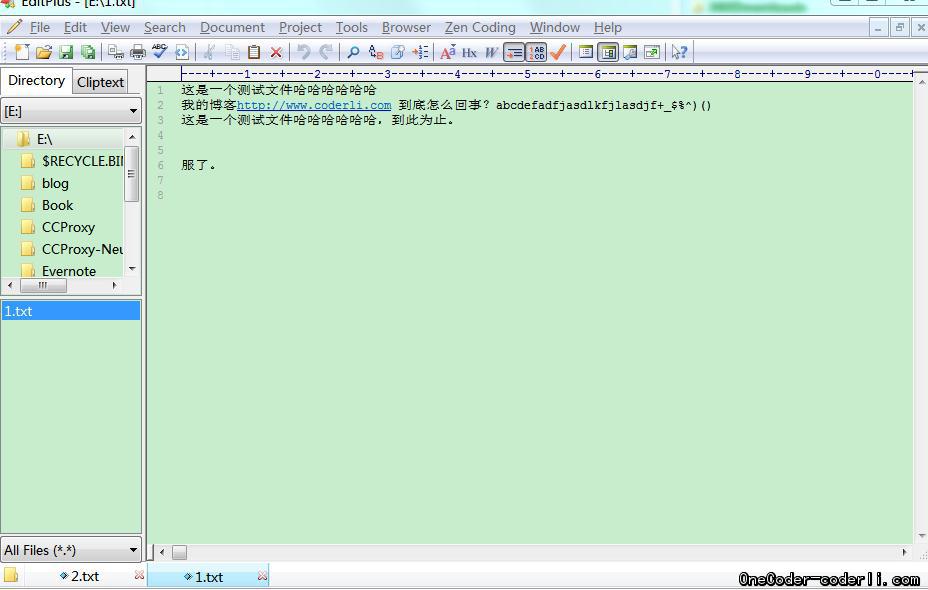 EditPlus - [E:\1.txt]
File Edit View Search Document Project Tools Browser Zen Coding Window Help
Directory Cliptext
----+----1----+----2----+----3----+----4----+----5----+----6----+----7----+----8----+----9----+----0----+
[E:]
E:\
$RECYCLE.BIN
blog
Book
CCProxy
CCProxy-Neu
Evernote
1.txt
All Files (*.*)
1 这是一个测试文件哈哈哈哈哈哈
2 我的博客http://www.coderli.com 到底怎么回事?abcdefadfjasdlkfjlasdjf+_$%^)()
3 这是一个测试文件哈哈哈哈哈哈,到此为止。
4
5
6 服了。
7
8
2.txt 1.txt
OneCoder-coderli.com